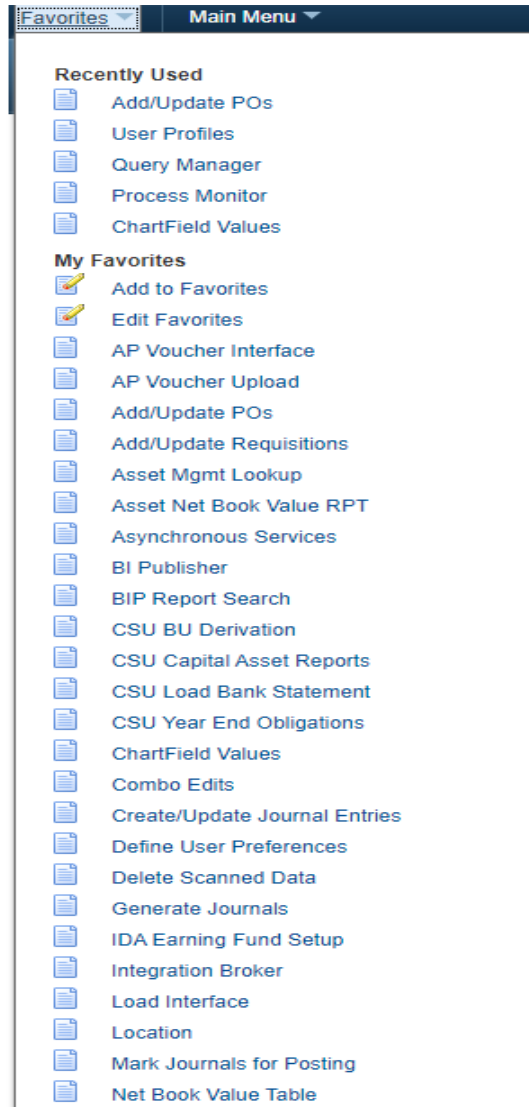 Favorites Main Menu
Recently Used
Add/Update POs
User Profiles
Query Manager
Process Monitor
ChartField Values
My Favorites
Add to Favorites
Edit Favorites
AP Voucher Interface
AP Voucher Upload
Add/Update POs
Add/Update Requisitions
Asset Mgmt Lookup
Asset Net Book Value RPT
Asynchronous Services
BI Publisher
BIP Report Search
CSU BU Derivation
CSU Capital Asset Reports
CSU Load Bank Statement
CSU Year End Obligations
ChartField Values
Combo Edits
Create/Update Journal Entries
Define User Preferences
Delete Scanned Data
Generate Journals
IDA Earning Fund Setup
Integration Broker
Load Interface
Location
Mark Journals for Posting
Net Book Value Table